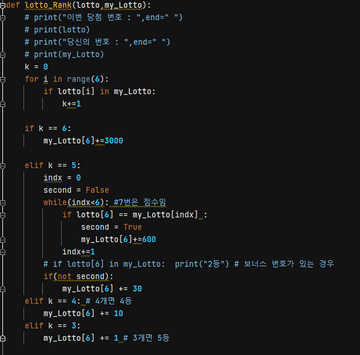 def lotto_Rank(lotto,my_Lotto):
# print("이번 당첨 번호 : ",end=" ")
# print(lotto)
# print("당신의 번호 : ",end=" ")
# print(my_Lotto)
k = 0
for i in range(6):
if lotto[i] in my_Lotto:
k+=1
if k == 6:
my_Lotto[6]+=3000
elif k == 5:
indx = 0
second = False
while(indx<6): #7번은 점수임
if lotto[6] == my_Lotto[indx] :
second = True
my_Lotto[6]+=600
indx+=1
# if lotto[6] in my_Lotto:  print("2등") # 보너스 번호가 있는 경우
if(not second):
my_Lotto[6] += 30
elif k == 4: # 4개면 4등
my_Lotto[6] += 10
elif k == 3:
my_Lotto[6] += 1 # 3개면 5등